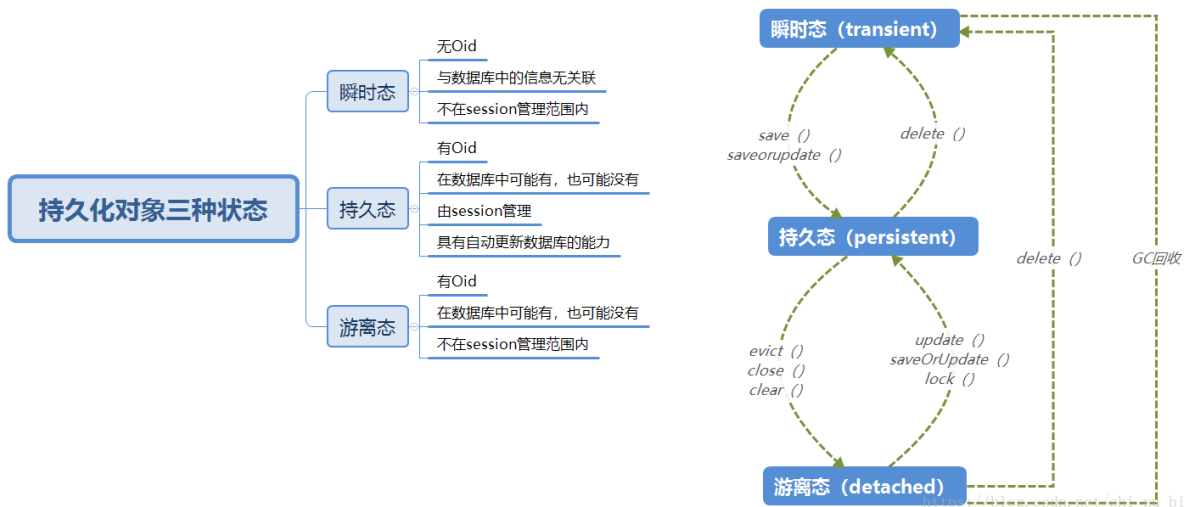 持久化对象三种状态
瞬时态
无Oid
与数据库中的信息无关联
不在session管理范围内
持久态
有Oid
在数据库中可能有，也可能没有
由session管理
具有自动更新数据库的能力
游离态
有Oid
在数据库中可能有，也可能没有
不在session管理范围内
瞬时态（transient）
save（）
saveorupdate（）
delete（）
持久态（persistent）
delete（）
GC回收
evict（）
close（）
clear（）
update（）
saveOrUpdate（）
lock（）
游离态（detached）